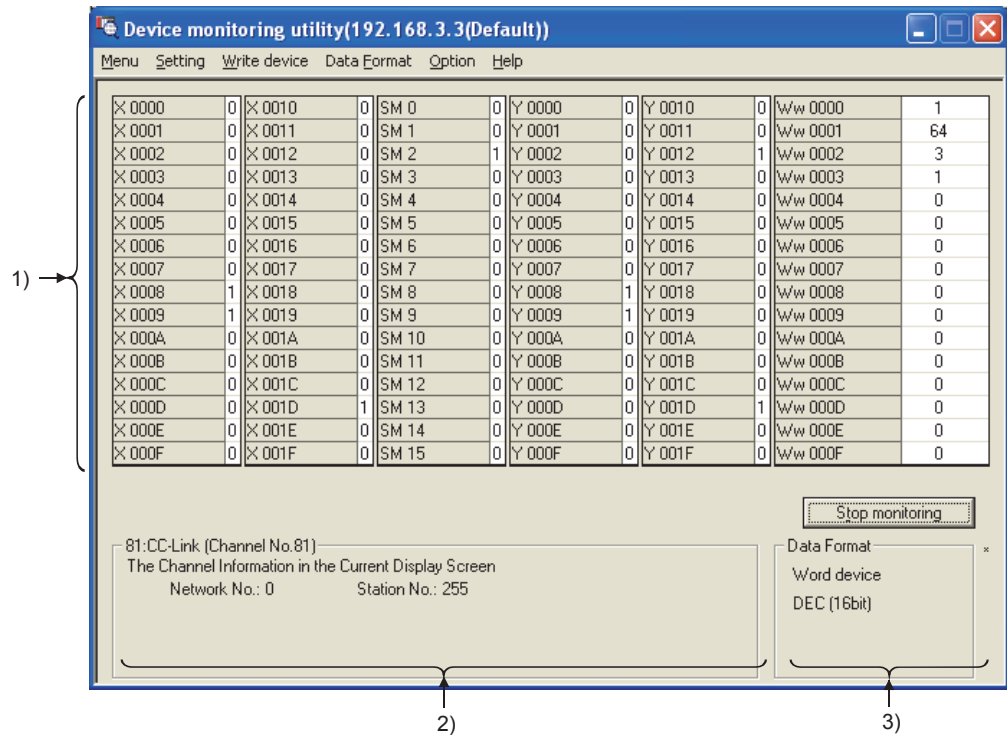 Device monitoring utility(192.168.3.3(Default))
Menu Setting Write device Data Format Option Help
X 0000 0 X 0010 0 SM 0 0 Y 0000 0 Y 0010 0 Ww 0000 1
X 0001 0 X 0011 0 SM 1 0 Y 0001 0 Y 0011 0 Ww 0001 64
X 0002 0 X 0012 0 SM 2 1 Y 0002 0 Y 0012 1 Ww 0002 3
X 0003 0 X 0013 0 SM 3 0 Y 0003 0 Y 0013 0 Ww 0003 1
X 0004 0 X 0014 0 SM 4 0 Y 0004 0 Y 0014 0 Ww 0004 0
X 0005 0 X 0015 0 SM 5 0 Y 0005 0 Y 0015 0 Ww 0005 0
X 0006 0 X 0016 0 SM 6 0 Y 0006 0 Y 0016 0 Ww 0006 0
1)
X 0007 0 X 0017 0 SM 7 0 Y 0007 0 Y 0017 0 Ww 0007 0
X 0008 1 X 0018 0 SM 8 0 Y 0008 1 Y 0018 0 Ww 0008 0
X 0009 1 X 0019 0 SM 9 0 Y 0009 1 Y 0019 0 Ww 0009 0
X 000A 0 X 001A 0 SM 10 0 Y 000A 0 Y 001A 0 Ww 000A 0
X 000B 0 X 001B 0 SM 11 0 Y 000B 0 Y 001B 0 Ww 000B 0
X 000C 0 X 001C 0 SM 12 0 Y 000C 0 Y 001C 0 Ww 000C 0
X 000D 0 X 001D 1 SM 13 0 Y 000D 0 Y 001D 1 Ww 000D 0
X 000E 0 X 001E 0 SM 14 0 Y 000E 0 Y 001E 0 Ww 000E 0
X 000F 0 X 001F 0 SM 15 0 Y 000F 0 Y 001F 0 Ww 000F 0
Stop monitoring
81:CC-Link (Channel No.81)
The Channel Information in the Current Display Screen
Network No.: 0 Station No.: 255
Data Format *
Word device
DEC (16bit)
2)
3)